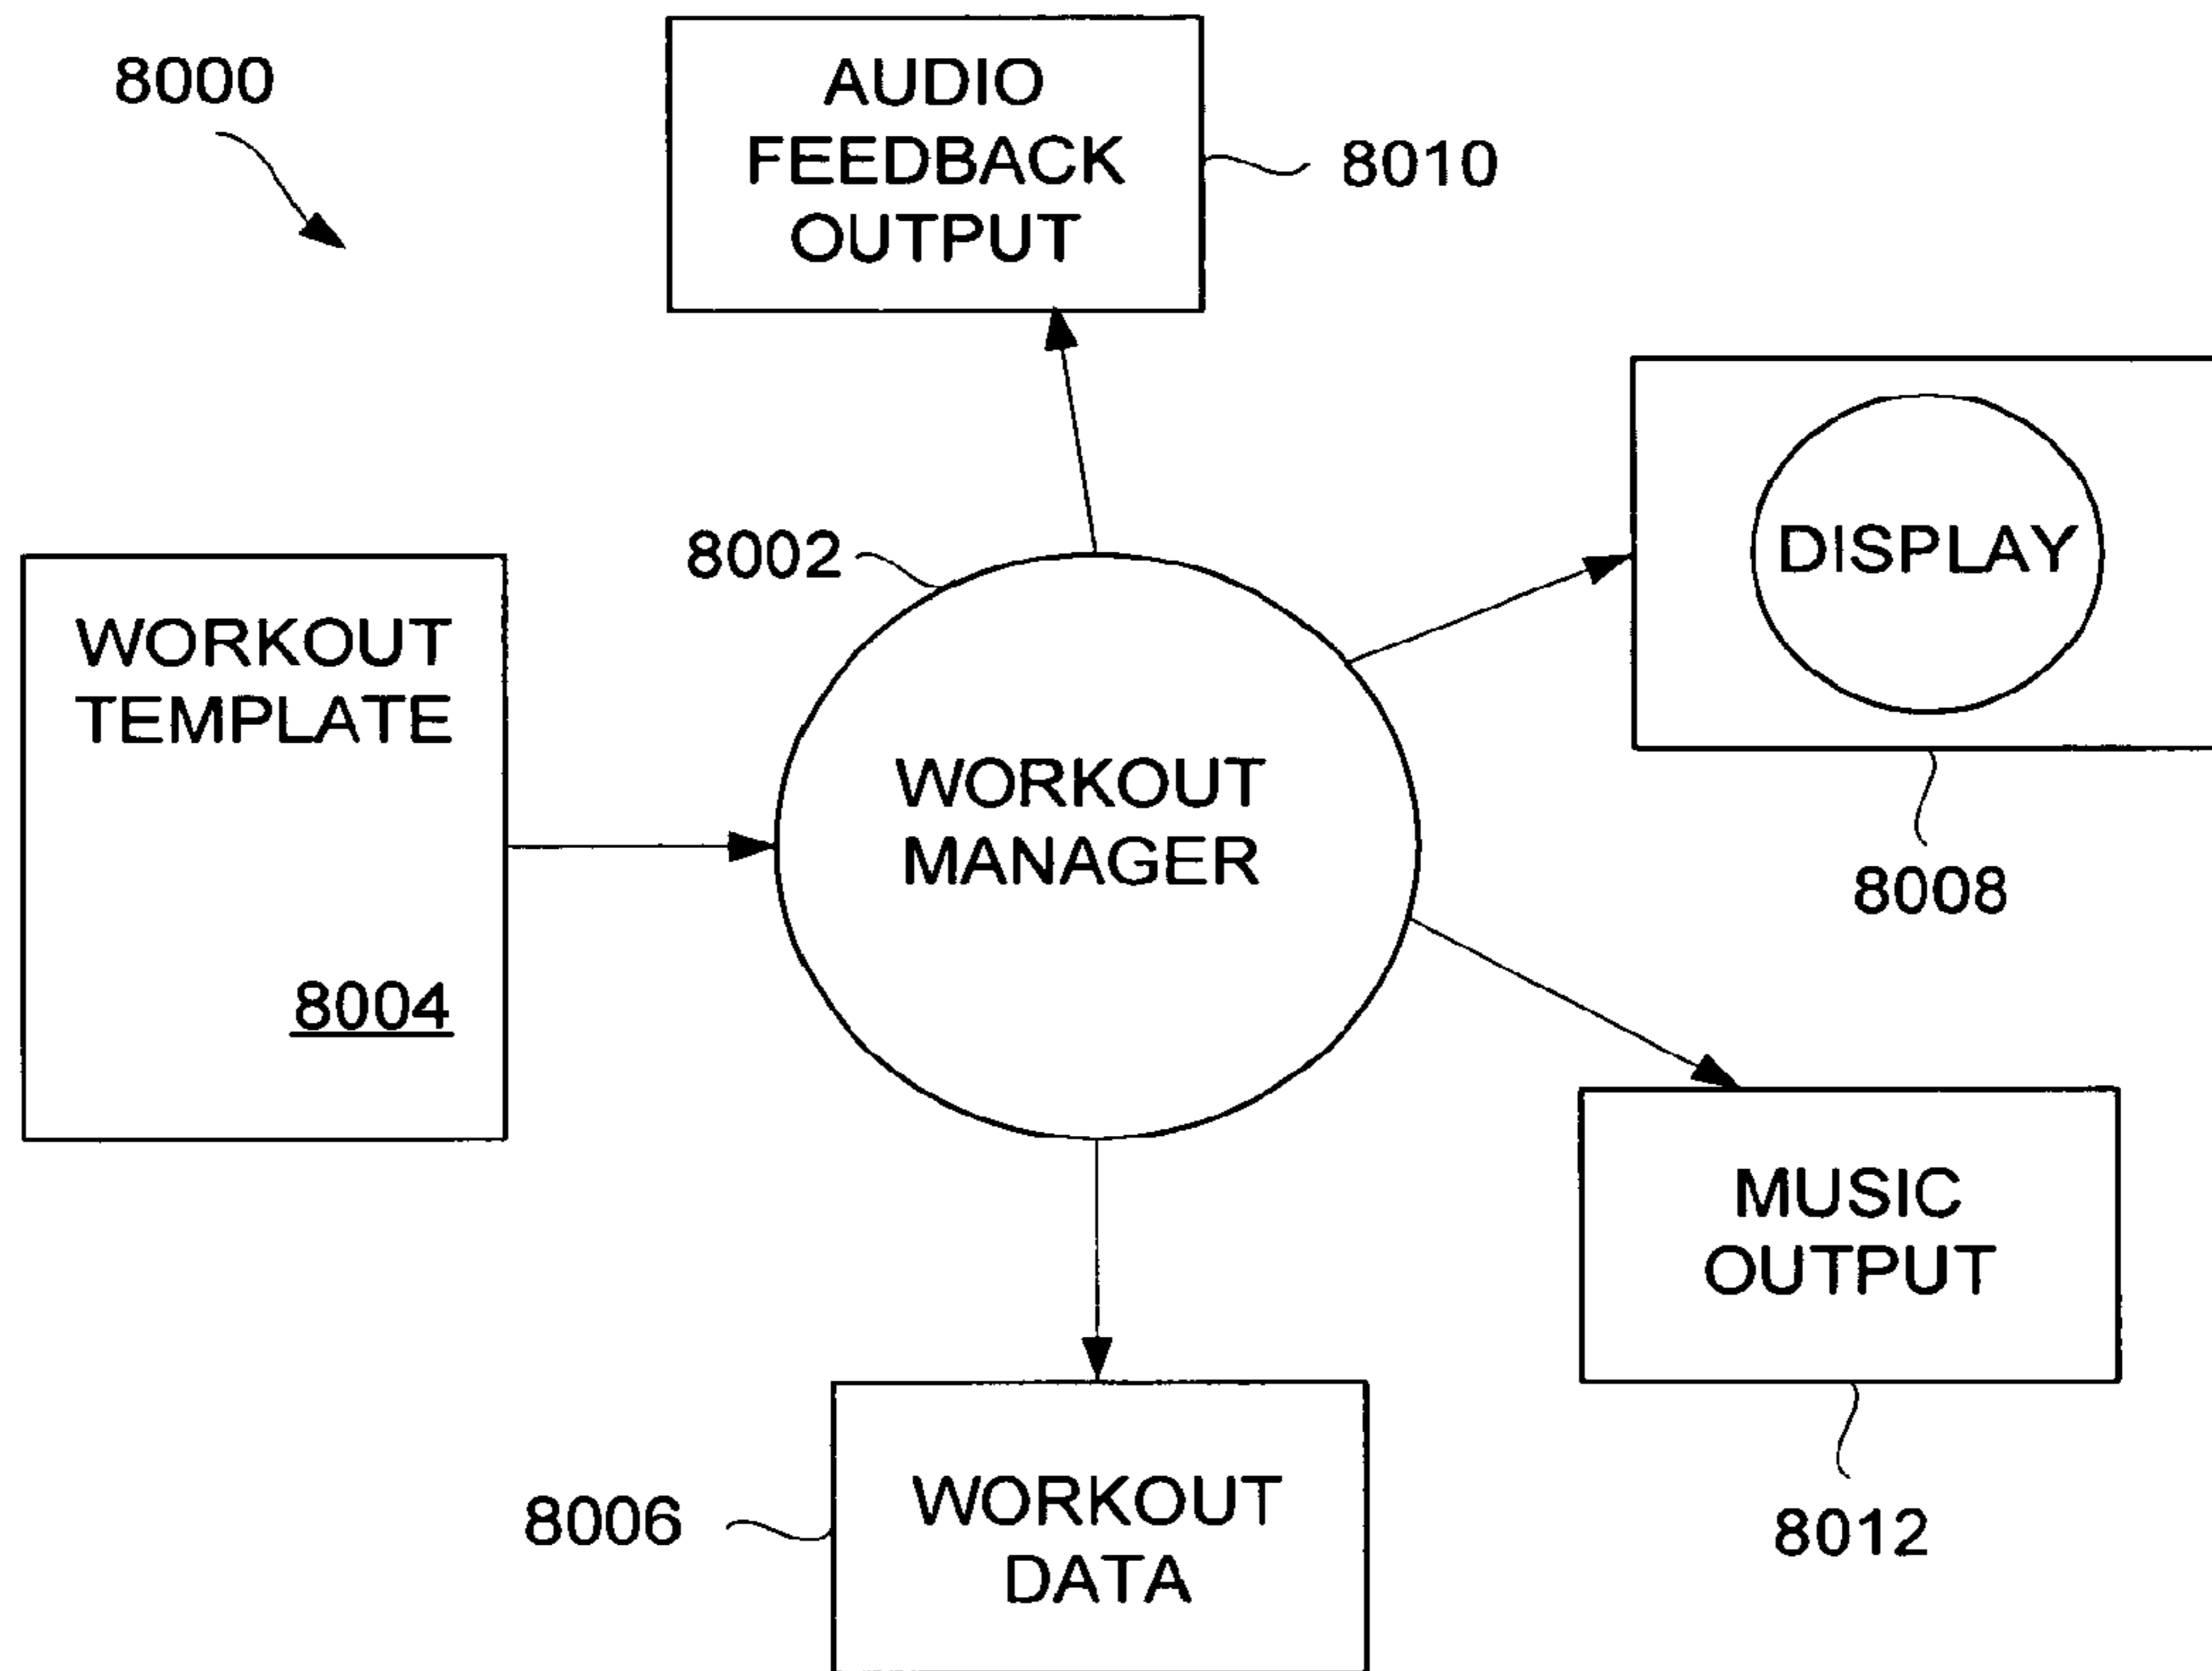 8000
AUDIO
FEEDBACK
OUTPUT
8010
8002
DISPLAY
8008
WORKOUT
TEMPLATE
8004
WORKOUT
MANAGER
MUSIC
OUTPUT
8012
8006
WORKOUT
DATA